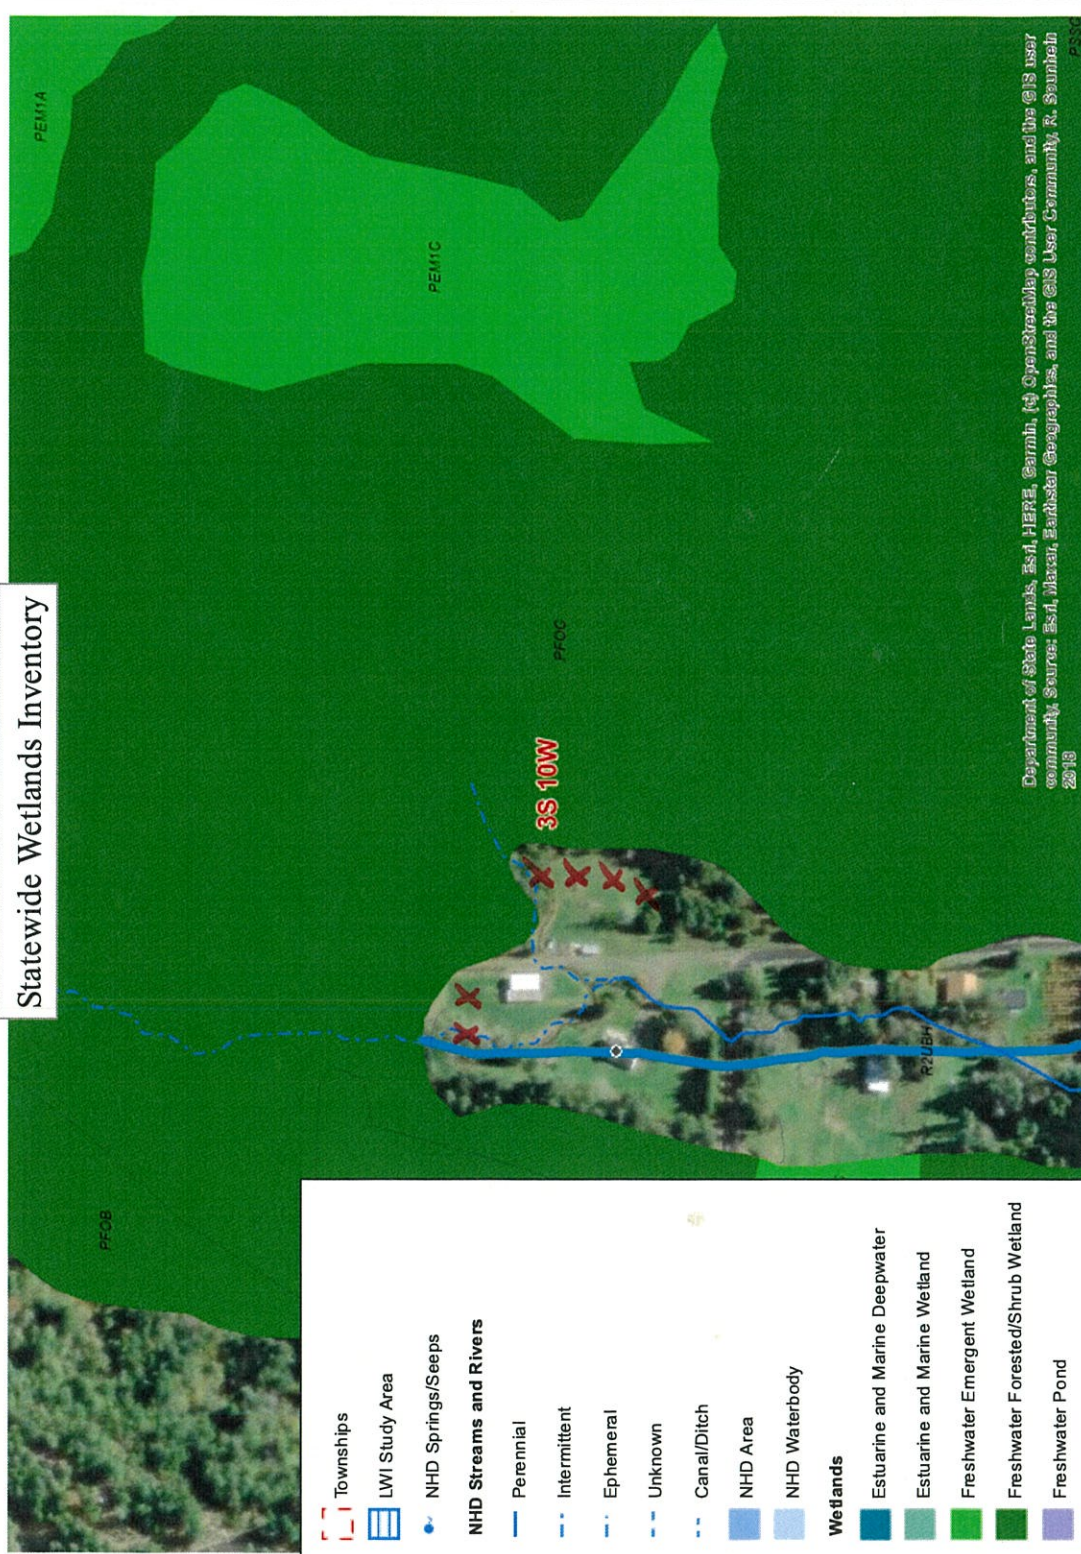 Statewide Wetlands Inventory
PEM1A
PEM1C
PFOC
PFOB
3S 10W
R2UBH
PSSC
Townships
LWI Study Area
NHD Springs/Seeps
NHD Streams and Rivers
Perennial
Intermittent
Ephemeral
Unknown
Canal/Ditch
NHD Area
NHD Waterbody
Wetlands
Estuarine and Marine Deepwater
Estuarine and Marine Wetland
Freshwater Emergent Wetland
Freshwater Forested/Shrub Wetland
Freshwater Pond
Department of State Lands, Esri, HERE, Garmin, (c) OpenStreetMap contributors, and the GIS user
community, Source: Esri, Maxar, Earthstar Geographics, and the GIS User Community, R. Sounhein
2018